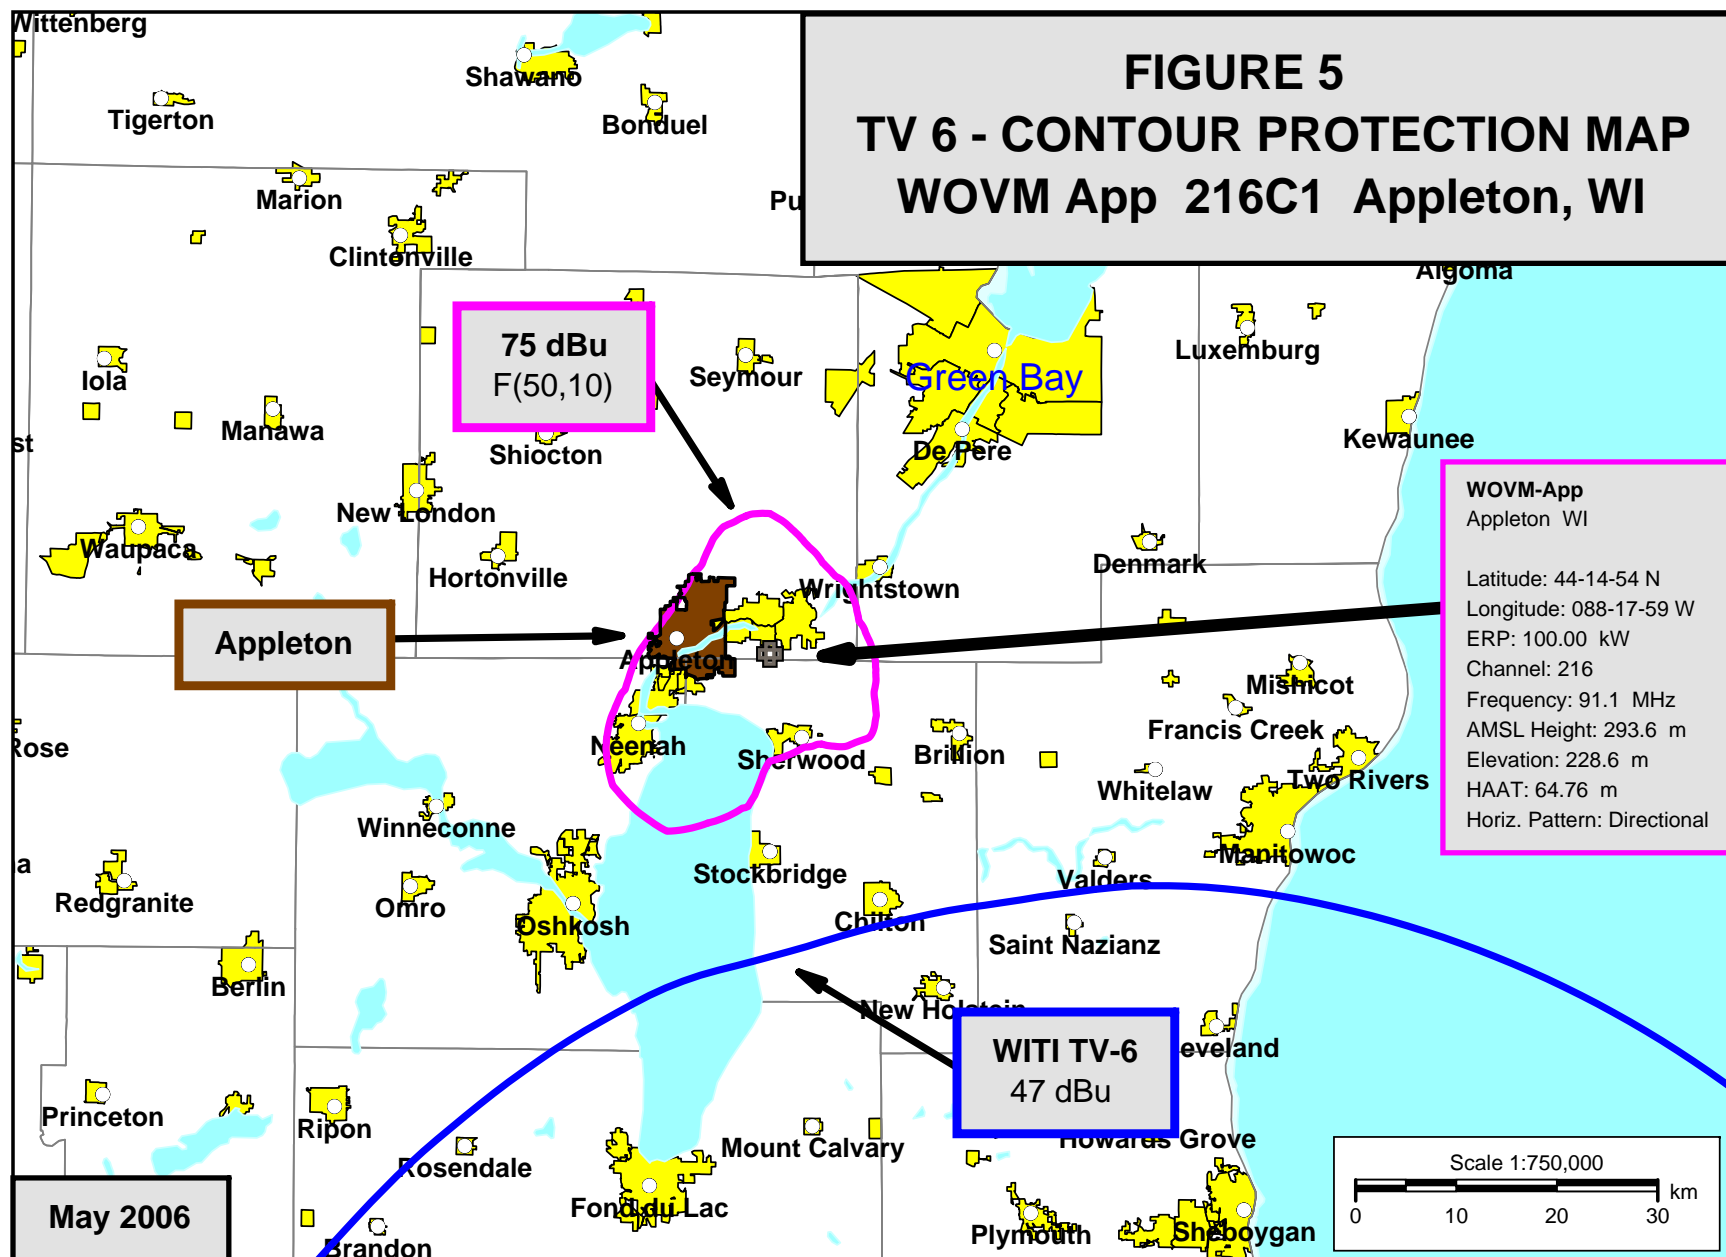 FIGURE 5
TV 6 - CONTOUR PROTECTION MAP
WOVM App 216C1 Appleton, WI
Wittenberg
Shawano
Tigerton
Bonduel
Marion
Pu
Clintonville
Algoma
75 dBu
F(50,10)
Luxemburg
Iola
Seymour
Green Bay
Manawa
st
Shiocton
De Pere
Kewaunee
New London
WOVM-App
Appleton WI
Latitude: 44-14-54 N
Longitude: 088-17-59 W
ERP: 100.00 kW
Channel: 216
Frequency: 91.1 MHz
AMSL Height: 293.6 m
Elevation: 228.6 m
HAAT: 64.76 m
Horiz. Pattern: Directional
Waupaca
Hortonville
Denmark
Wrightstown
Appleton
Appleton
Mishicot
Francis Creek
Rose
Neenah
Sherwood
Brillion
Two Rivers
Whitelaw
Winneconne
Manitowoc
a
Stockbridge
Valders
Redgranite
Omro
Oshkosh
Chilton
Saint Nazianz
Berlin
New Holstein
WITI TV-6
47 dBu
eveland
Princeton
Ripon
Mount Calvary
Howards Grove
Rosendale
Fond du Lac
Plymouth
Sheboygan
Brandon
May 2006
Scale 1:750,000
km
0 10 20 30